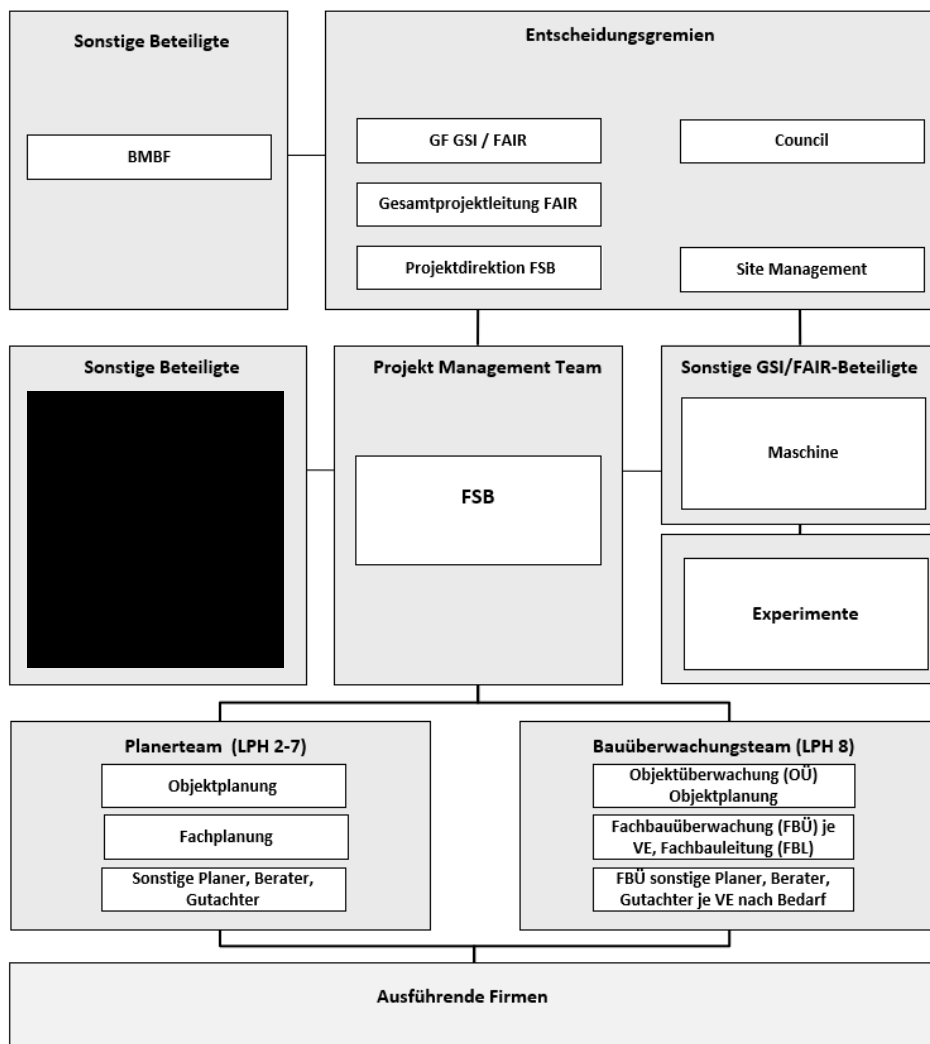 Sonstige Beteiligte
BMBF
Entscheidungsgremien
GF GSI / FAIR
Council
Gesamtprojektleitung FAIR
Projektdirektion FSB
Site Management
Sonstige Beteiligte
Projekt Management Team
FSB
Sonstige GSI/FAIR-Beteiligte
Maschine
Experimente
Planerteam (LPH 2-7)
Objektplanung
Fachplanung
Sonstige Planer, Berater,
Gutachter
Bauüberwachungsteam (LPH 8)
Objektüberwachung (OÜ)
Objektplanung
Fachbauüberwachung (FBÜ) je
VE, Fachbauleitung (FBL)
FBÜ sonstige Planer, Berater,
Gutachter je VE nach Bedarf
Ausführende Firmen